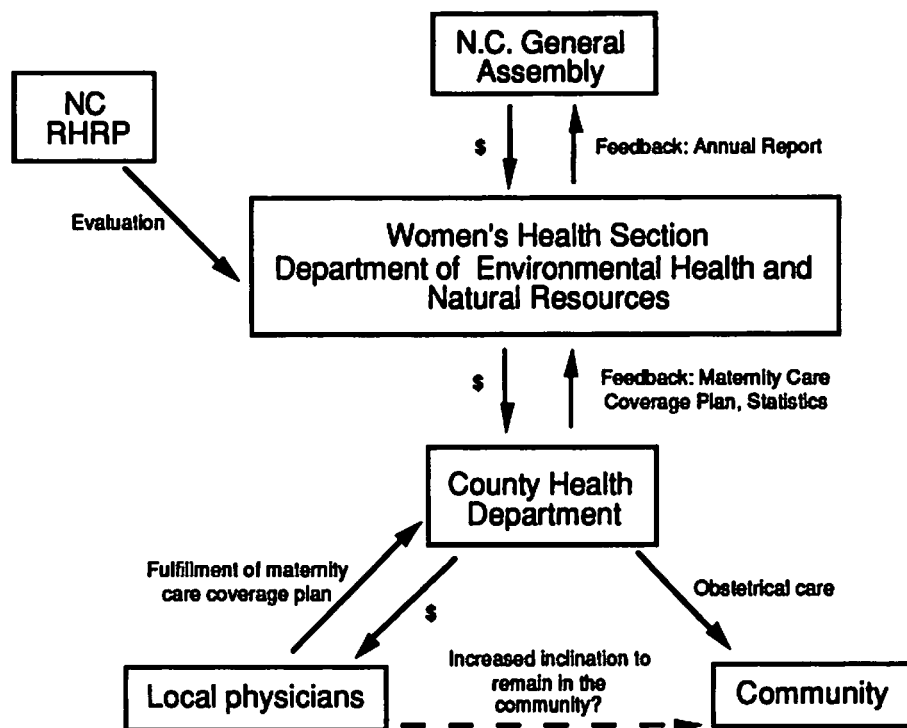 N.C. General
Assembly
NC
RHRP
$
Feedback: Annual Report
Evaluation
Women's Health Section
Department of Environmental Health and
Natural Resources
$
Feedback: Maternity Care
Coverage Plan, Statistics
County Health
Department
Fulfillment of maternity
care coverage plan
$
Obstetrical care
Increased inclination to
remain in the
community?
Local physicians
Community